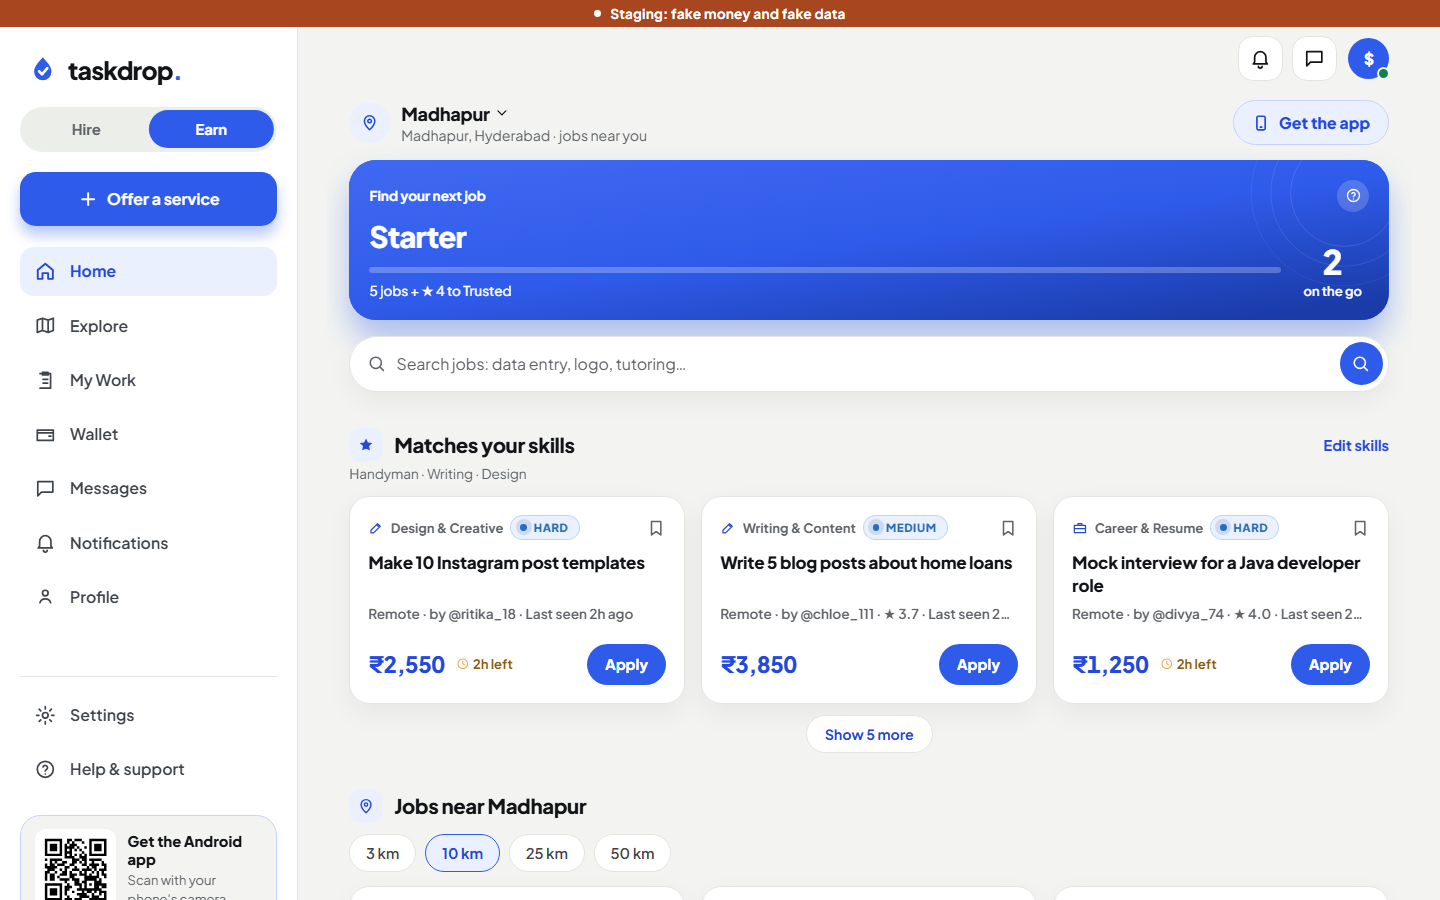 Staging: fake money and fake data
taskdrop.
Hire
Earn
Offer a service
Home
Explore
My Work
Wallet
Messages
Notifications
Profile
Settings
Help & support
Get the Android
app
Scan with your
phone's camera
$
Madhapur
Madhapur, Hyderabad · jobs near you
Get the app
Find your next job
Starter
5 jobs + ★ 4 to Trusted
2
on the go
Search jobs: data entry, logo, tutoring...
Matches your skills
Edit skills
Handyman · Writing · Design
Design & Creative
HARD
Make 10 Instagram post templates
Remote · by @ritika_18 · Last seen 2h ago
₹2,550
2h left
Apply
Writing & Content
MEDIUM
Write 5 blog posts about home loans
Remote · by @chloe_111 · ★ 3.7 · Last seen 2...
₹3,850
Apply
Career & Resume
HARD
Mock interview for a Java developer
role
Remote · by @divya_74 · ★ 4.0 · Last seen 2...
₹1,250
2h left
Apply
Show 5 more
Jobs near Madhapur
3 km
10 km
25 km
50 km